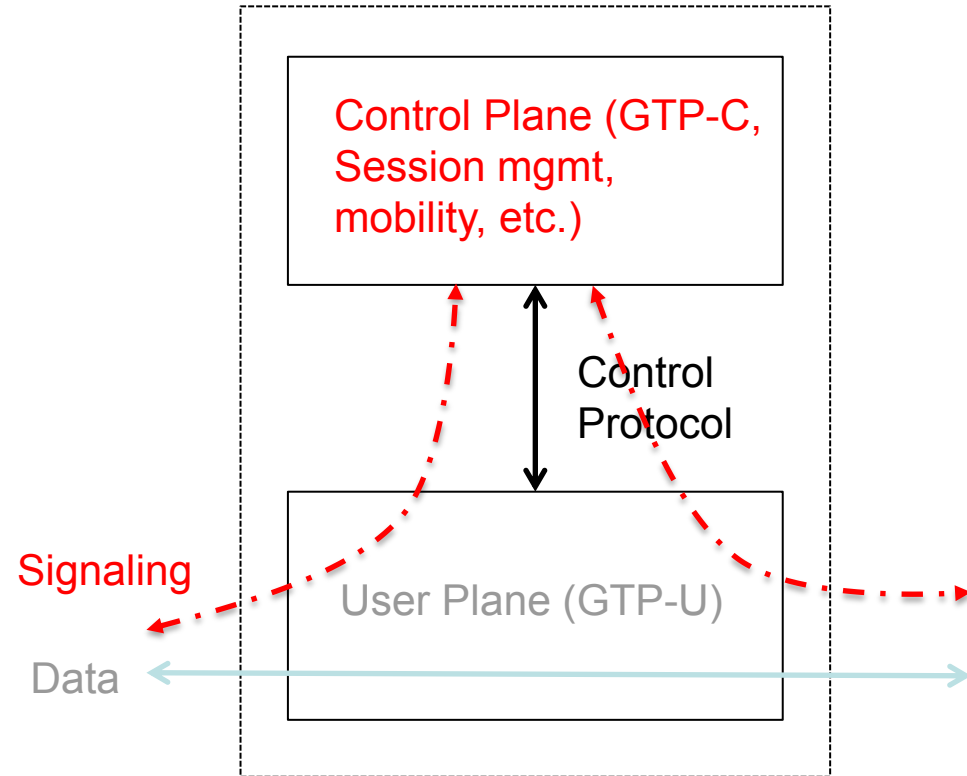 Control Plane (GTP-C,
Session mgmt,
mobility, etc.)
Control
Protocol
Signaling
User Plane (GTP-U)
Data